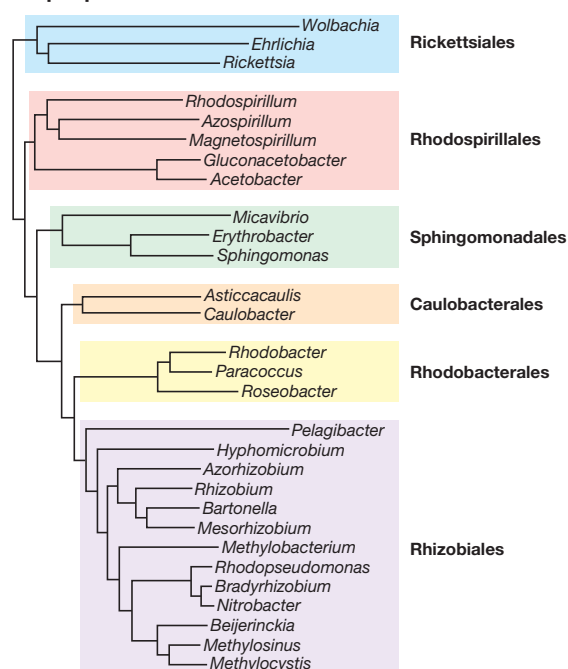 Wolbachia
Ehrlichia
Rickettsia
Rickettsiales
Rhodospirillum
Azospirillum
Magnetospirillum
Gluconacetobacter
Acetobacter
Rhodospirillales
Micavibrio
Erythrobacter
Sphingomonas
Sphingomonadales
Asticcacaulis
Caulobacter
Caulobacterales
Rhodobacter
Paracoccus
Roseobacter
Rhodobacterales
Pelagibacter
Hyphomicrobium
Azorhizobium
Rhizobium
Bartonella
Mesorhizobium
Methylobacterium
Rhodopseudomonas
Bradyrhizobium
Nitrobacter
Beijerinckia
Methylosinus
Methylocystis
Rhizobiales